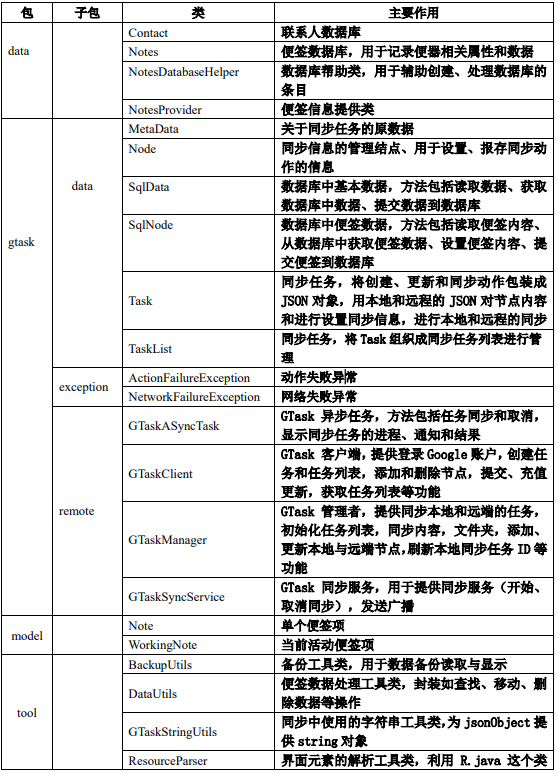 包 子包 类 主要作用
data Contact 联系人数据库
Notes 便签数据库，用于记录便器相关属性和数据
NotesDatabaseHelper 数据库帮助类，用于辅助创建、处理数据库的
条目
NotesProvider 便签信息提供类
gtask data MetaData 关于同步任务的原数据
Node 同步信息的管理结点、用于设置、报存同步动
作的信息
SqlData 数据库中基本数据，方法包括读取数据、获取
数据库中数据、提交数据到数据库
SqlNode 数据库中便签数据，方法包括读取便签内容、
从数据库中获取便签数据、设置便签内容、提
交便签到数据库
Task 同步任务，将创建、更新和同步动作包装成
JSON 对象，用本地和远程的 JSON 对节点内容
和进行设置同步信息，进行本地和远程的同步
TaskList 同步任务，将 Task 组织成同步任务列表进行管
理
exception ActionFailureException 动作失败异常
NetworkFailureException 网络失败异常
remote GTaskASyncTask GTask 异步任务，方法包括任务同步和取消，
显示同步任务的进程、通知和结果
GTaskClient GTask 客户端，提供登录 Google 账户，创建任
务和任务列表，添加和删除节点，提交、充值
更新，获取任务列表等功能
GTaskManager GTask 管理者，提供同步本地和远端的任务，
初始化任务列表，同步内容，文件夹，添加、
更新本地与远端节点，刷新本地同步任务 ID 等
功能
GTaskSyncService GTask 同步服务，用于提供同步服务（开始、
取消同步），发送广播
model Note 单个便签项
WorkingNote 当前活动便签项
tool BackupUtils 备份工具类，用于数据备份读取与显示
DataUtils 便签数据处理工具类，封装如查找、移动、删
除数据等操作
GTaskStringUtils 同步中使用的字符串工具类，为 jsonObject 提
供 string 对象
ResourceParser 界面元素的解析工具类，利用 R.java 这个类